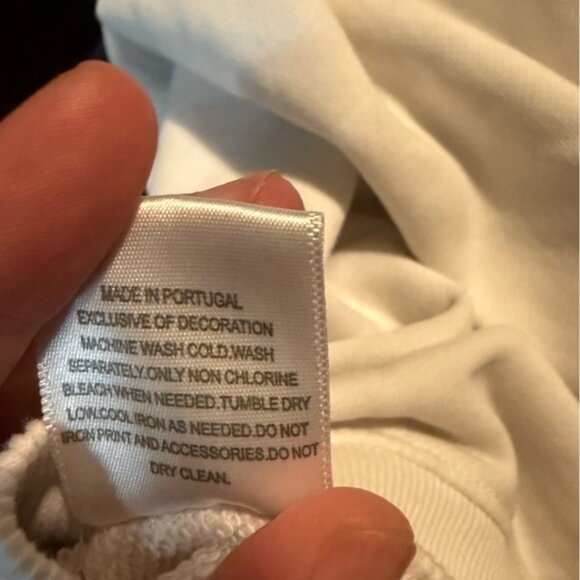 MADE IN PORTUGAL
EXCLUSIVE OF DECORATION
MACHINE WASH COLD.WASH
SEPARATELY.ONLY NON CHLORINE
BLEACH WHEN NEEDED.TUMBLE DRY
LOW.COOL IRON AS NEEDED.DO NOT
IRON PRINT AND ACCESSORIES.DO NOT
DRY CLEAN.